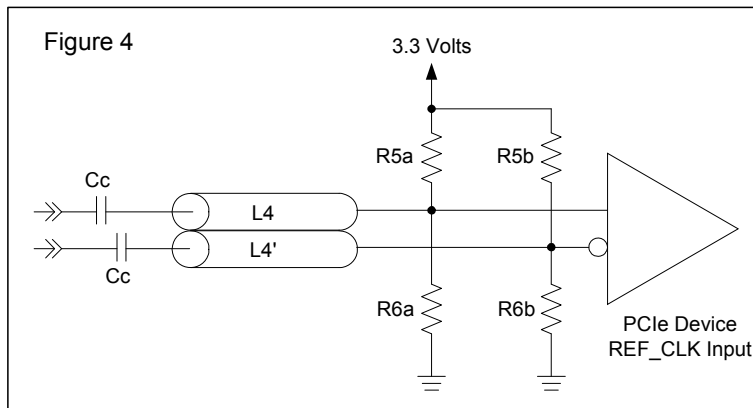 Figure 4
3.3 Volts
R5a
R5b
Cc
L4
L4'
Cc
R6a
R6b
PCIe Device
REF_CLK Input